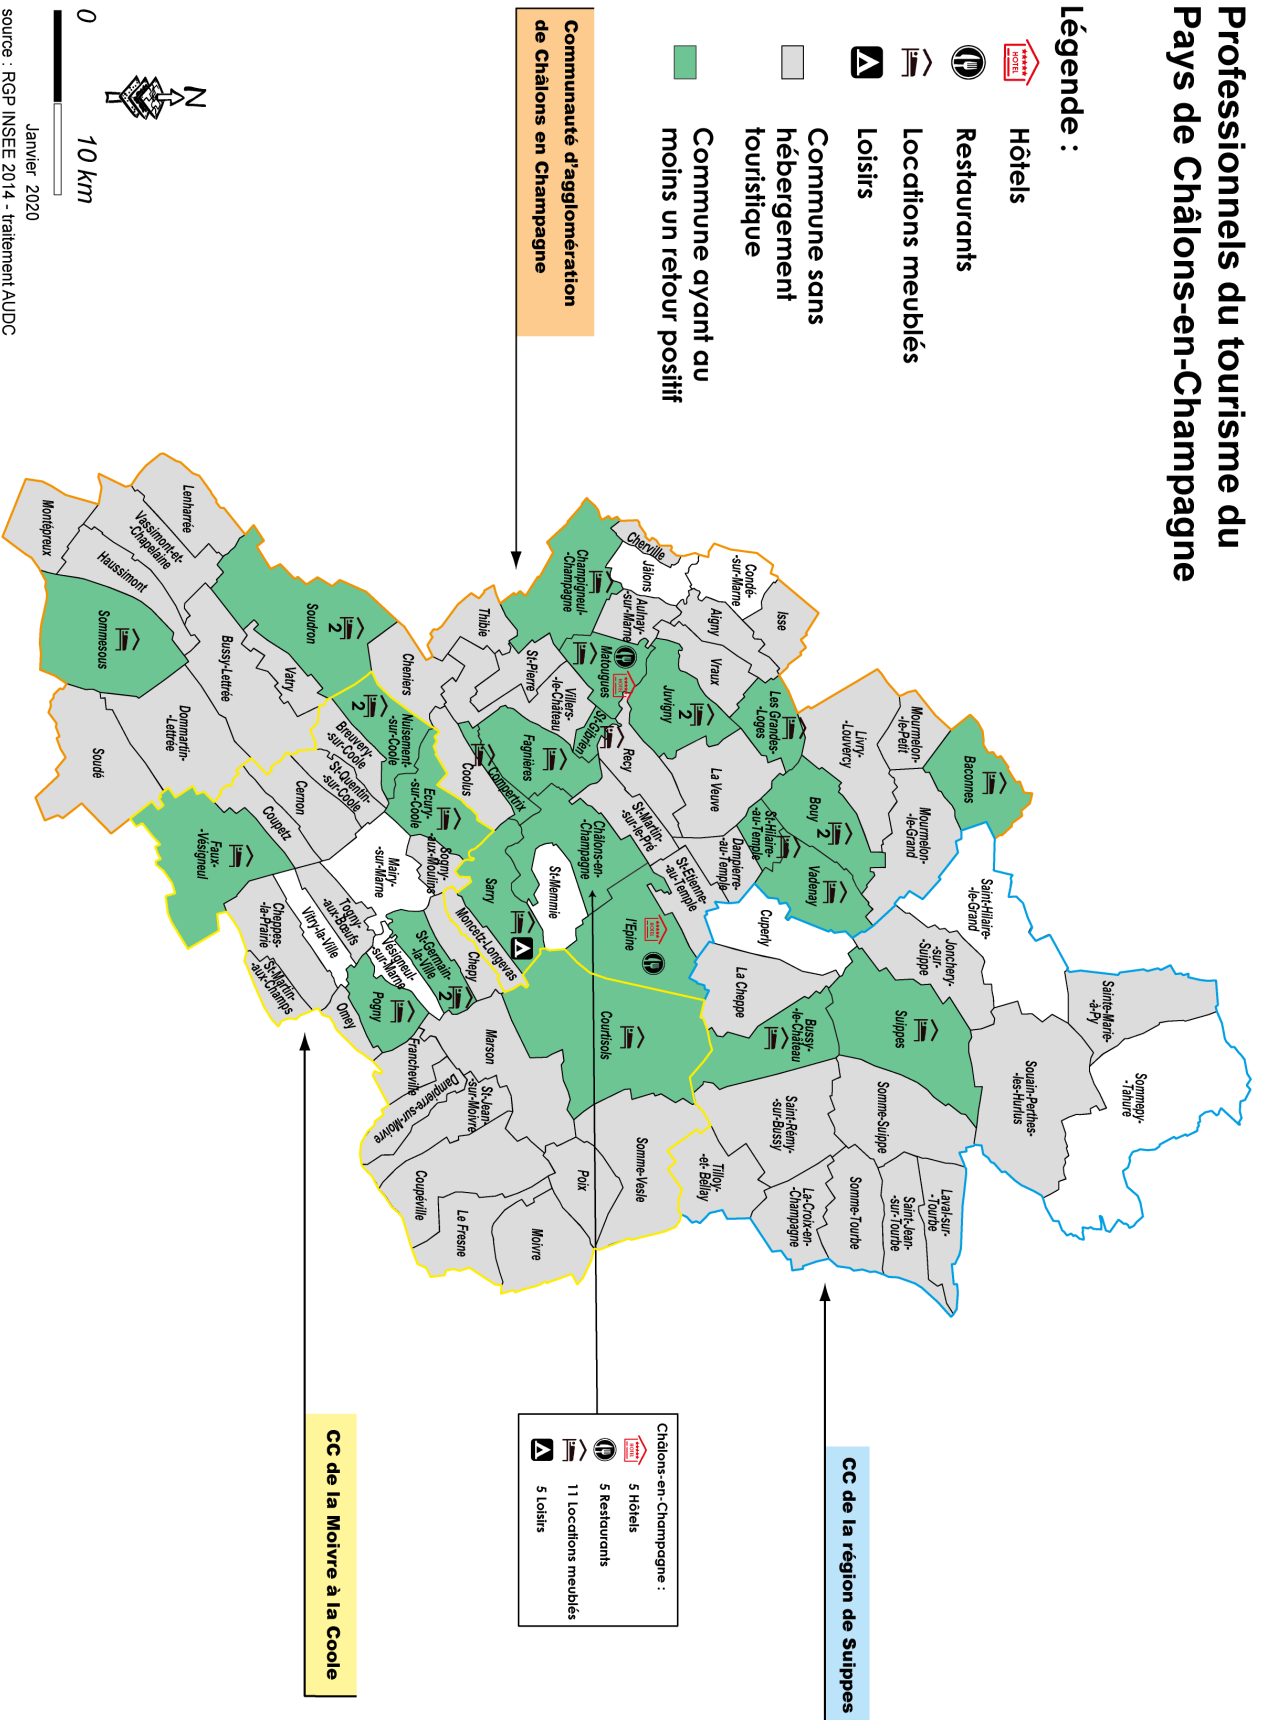 Professionnels du tourisme du
Pays de Châlons-en-Champagne
Légende :
HOTEL
Hôtels
Restaurants
Locations meublés
Loisirs
Commune sans
hébergement
touristique
Commune ayant au
moins un retour positif
Communauté d'agglomération
de Châlons en Champagne
N
0
10 km
Janvier 2020
source : RGP INSEE 2014 - traitement AUDC
CC de la région de Suippes
CC de la Moivre à la Coole
Châlons-en-Champagne :
5 Hôtels
5 Restaurants
11 Locations meublés
5 Loisirs
Sommepy-
-Tahure
Sainte-Marie-
-à-Py
Souain-Perthes-
-les-Hurlus
Saint-Hilaire-
-le-Grand
Jonchery-
-sur-
-Suippe
Suippes
Baconnes
Mourmelon-
-le-Petit
Mourmelon-
-le-Grand
Livry-
-Louvercy
Laval-sur-
-Tourbe
Saint-Jean-
-sur-Tourbe
Somme-Suippe
Somme-Tourbe
La-Croix-en-
-Champagne
Saint-Rémy-
-sur-Bussy
Bussy-
-le-Château
Tilloy-
-et- Bellay
Cuperly
La Cheppe
Bouy
2
Vadenay
St-Hilaire-
-au-Temple
Les Grandes-
-Loges
Isse
Condé-
-sur-Marne
Aigny
Vraux
Juvigny
2
La Veuve
Dampierre-
-au-Temple
St-Etienne-
-au-Temple
St-Martin-
-sur-le-Pré
Recy
Cherville
Jâlons
Aulnay-
-sur-Marne
Matougues
HOTEL
Champigneul-
-Champagne
St-Gibrien
Villers-
-le-Château
St-Pierre
Thibie
Fagnières
Compertrix
Coolus
Châlons-en-
-Champagne
St-Memmie
l'Epine
HOTEL
Courtisols
Somme-Vesle
Poix
Moivre
Le Fresne
Coupéville
St-Jean-
-sur-Moivre
Dampierre-sur-Moivre
Francheville
Marson
Sarry
Moncetz-Longevas
Chepy
St-Germain-
-la-Ville
2
Vésigneul-
-sur-Marne
Pogny
Omey
Sogny-
-aux-Moulins
Ecury-
-sur-Coole
Nuisement-
-sur-Coole
2
Breuvery-
-sur-Coole
St-Quentin-
-sur-Coole
Cernon
Coupetz
Mairy-
-sur-Marne
Togny-
-aux-Bœufs
Vitry-la-Ville
Cheppes-
-la-Prairie
St-Martin-
-aux-Champs
Faux-
-Vésigneul
Cheniers
Soudron
2
Vatry
Bussy-Lettrée
Dommartin-
-Lettrée
Soudé
Sommesous
Haussimont
Vassimont-et-
-Chapelaine
Lenharrée
Montépreux